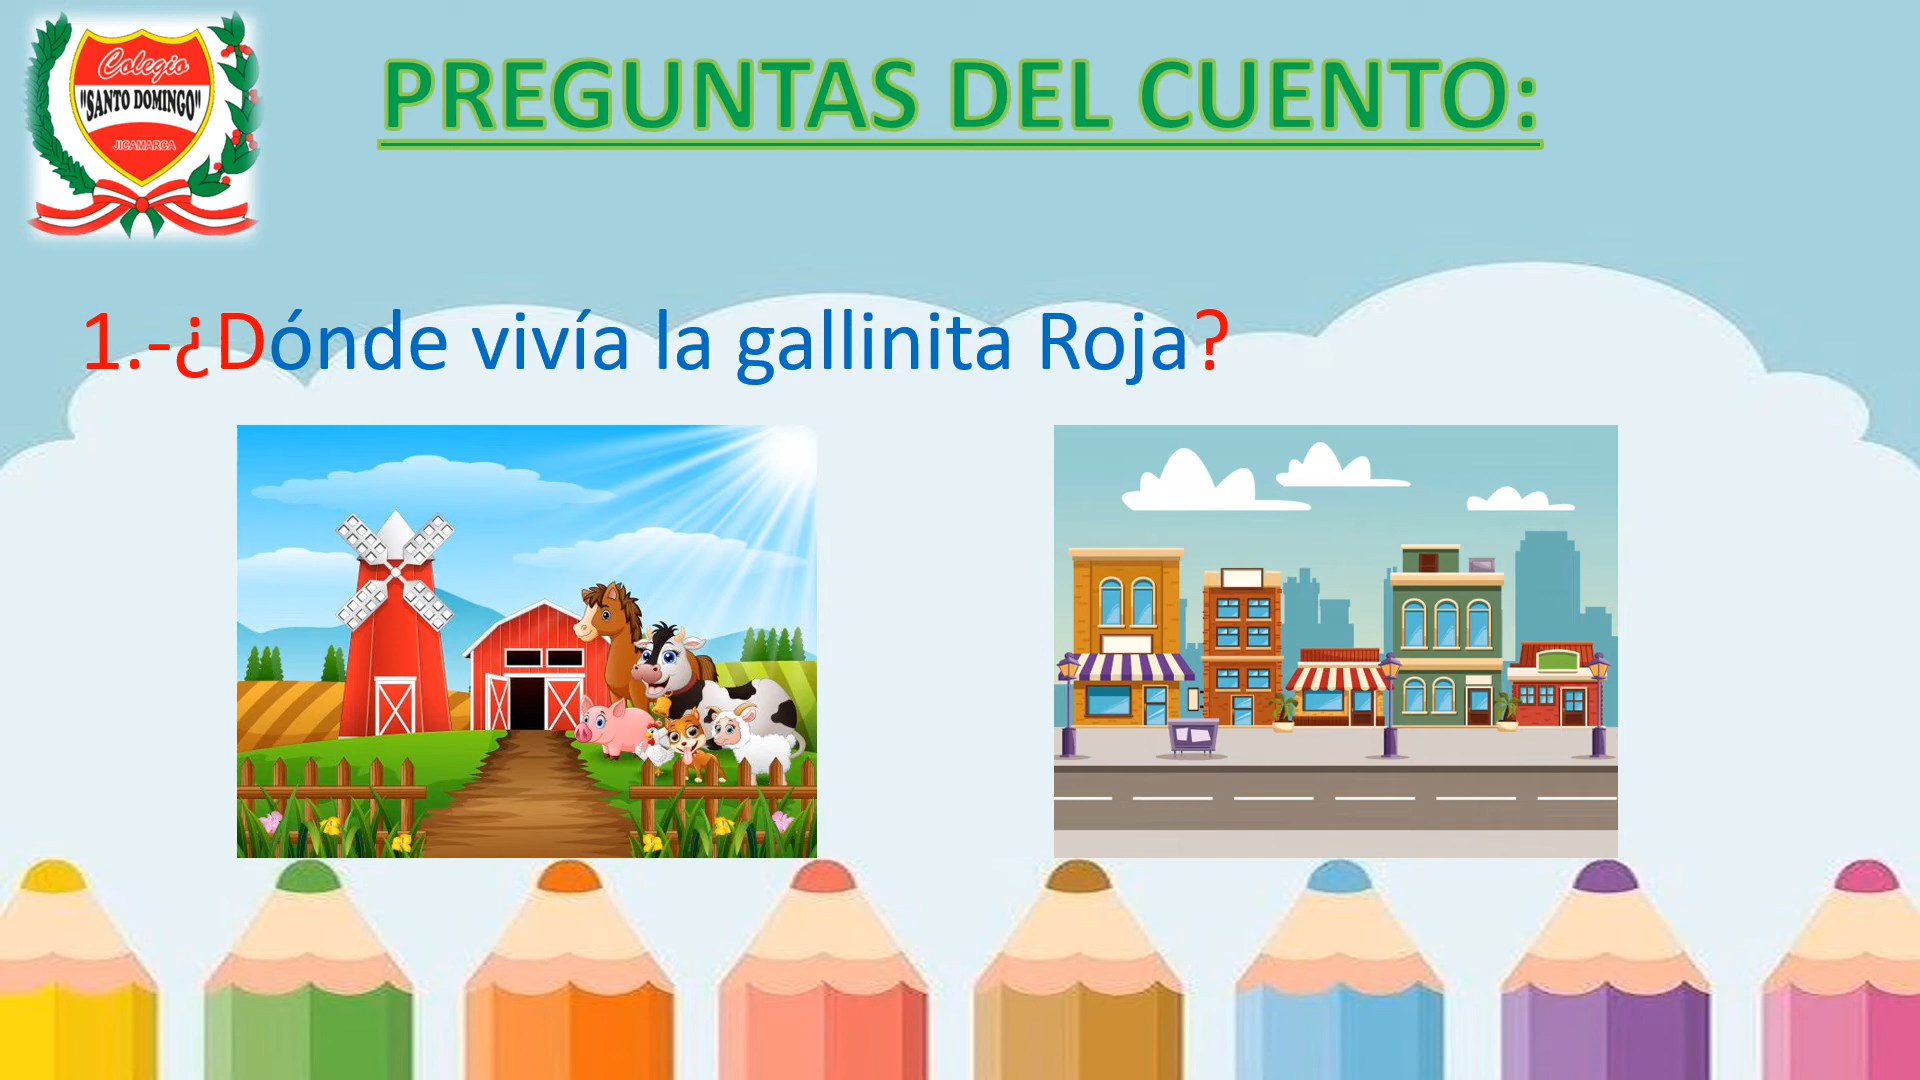 Colegio
"SANTO DOMINGO"
JICAMARCA
PREGUNTAS DEL CUENTO:
1.-¿Dónde vivía la gallinita Roja?